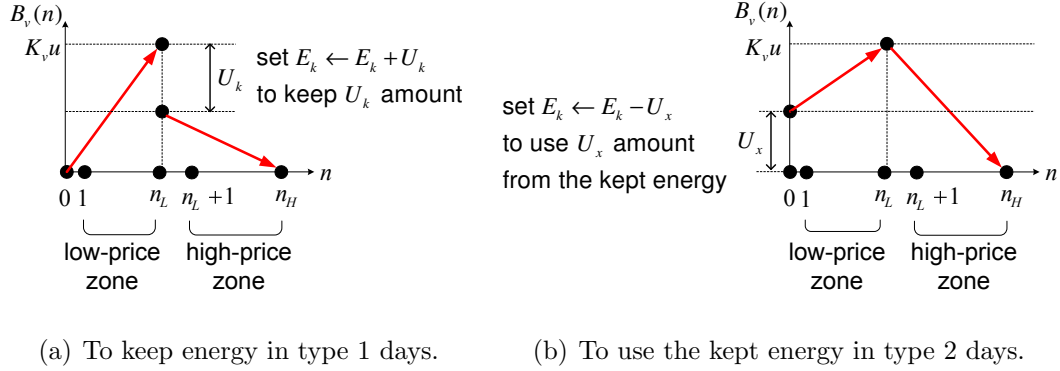 B_v(n)
K_v u
U_k
set E_k ← E_k + U_k
to keep U_k amount
0 1 n_L n_L +1 n_H n
low-price zone
high-price zone
(a) To keep energy in type 1 days.
B_v(n)
K_v u
set E_k ← E_k − U_x
to use U_x amount
from the kept energy
U_x
0 1 n_L n_L +1 n_H n
low-price zone
high-price zone
(b) To use the kept energy in type 2 days.